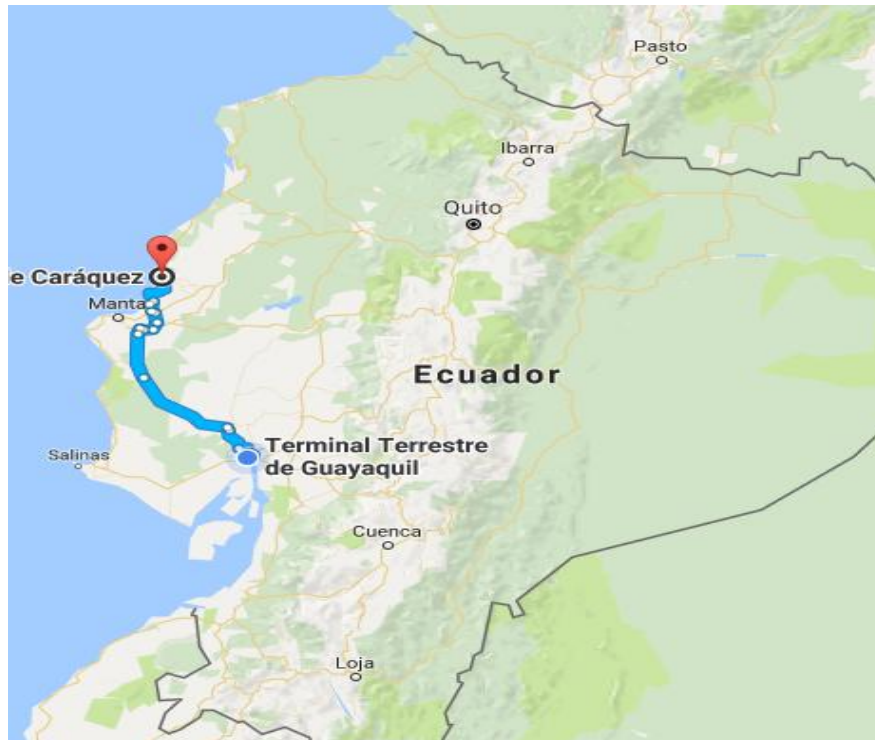 Pasto
Ibarra
Quito
e Caráquez
Manta
Ecuador
Terminal Terrestre
de Guayaquil
Salinas
Cuenca
Loja